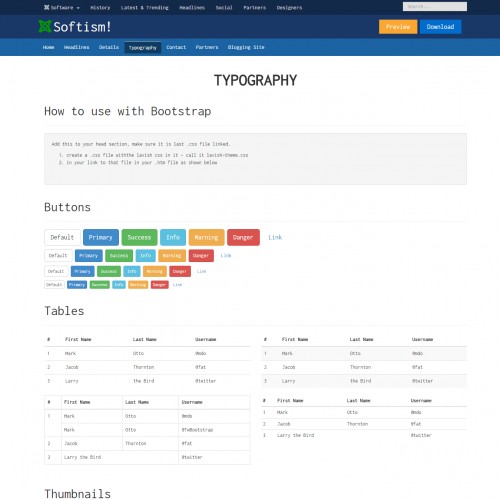 Software History Latest & Trending Headlines Social Partners Designers Search...
Softism! Preview Download
Home Headlines Details Typography Contact Partners Blogging Site
TYPOGRAPHY
How to use with Bootstrap
Add this to your head section, make sure it is last .css file linked.
1. create a .css file withthe lavish css in it - call it lavish-theme.css
2. in your link to that file in your .htm file as shown below
Buttons
Default Primary Success Info Warning Danger Link
Default Primary Success Info Warning Danger Link
Default Primary Success Info Warning Danger Link
Default Primary Success Info Warning Danger Link
Tables
# First Name Last Name Username
1 Mark Otto @mdo
2 Jacob Thornton @fat
3 Larry the Bird @twitter
# First Name Last Name Username
1 Mark Otto @mdo
2 Jacob Thornton @fat
3 Larry the Bird @twitter
# First Name Last Name Username
1 Mark Otto @mdo
Mark Otto @TwBootstrap
2 Jacob Thornton @fat
3 Larry the Bird @twitter
# First Name Last Name Username
1 Mark Otto @mdo
2 Jacob Thornton @fat
3 Larry the Bird @twitter
Thumbnails